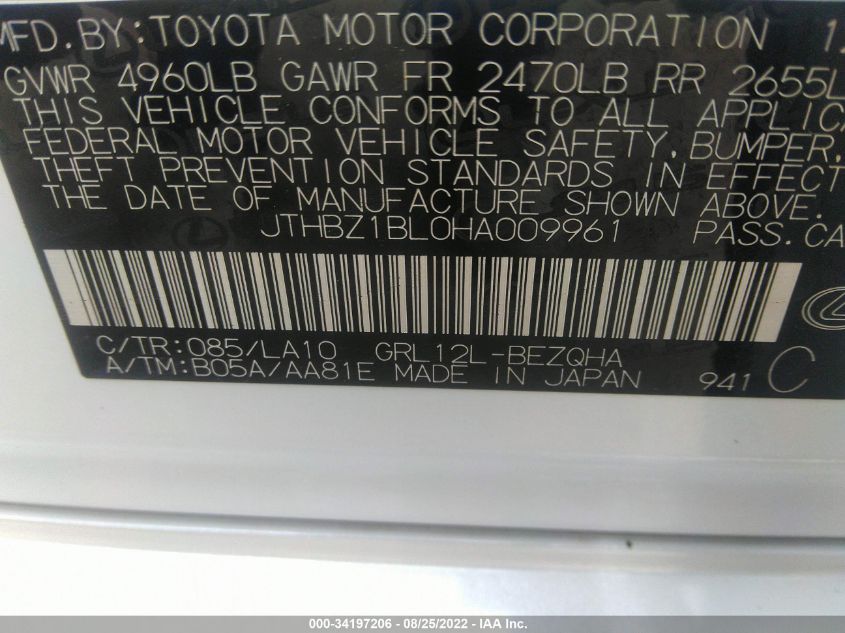 MFD. BY: TOYOTA MOTOR CORPORATION
GVWR 4960LB GAWR FR 2470LB RR 2655L
THIS VEHICLE CONFORMS TO ALL APPLICA
FEDERAL MOTOR VEHICLE SAFETY, BUMPER,
THEFT PREVENTION STANDARDS IN EFFECT
THE DATE OF MANUFACTURE SHOWN ABOVE.
JTHBZ1BL0HA009961 PASS. CA
C/TR: 085/LA10 GRL12L-BEZQHA
A/TM: B05A/AA81E MADE IN JAPAN 941 C
000-34197206 - 08/25/2022 - IAA Inc.